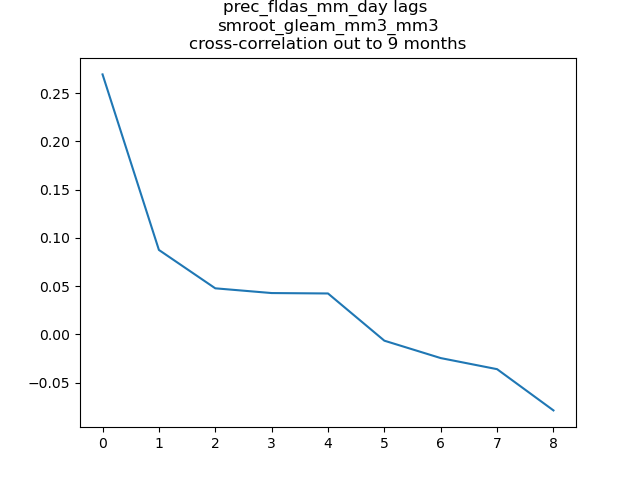 prec_fldas_mm_day lags
smroot_gleam_mm3_mm3
cross-correlation out to 9 months
0.25
0.20
0.15
0.10
0.05
0.00
−0.05
0 1 2 3 4 5 6 7 8